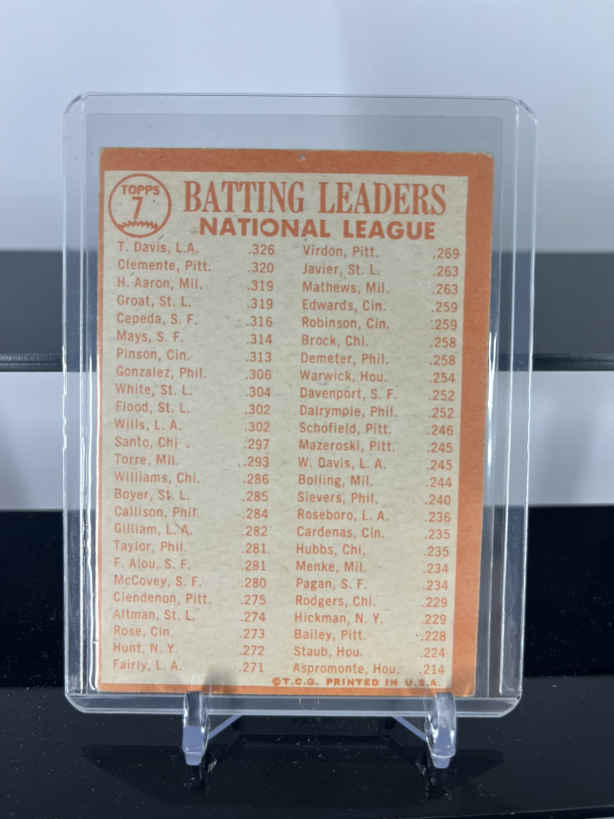 TOPPS
7
BATTING LEADERS
NATIONAL LEAGUE
T. Davis, L.A. .326
Clemente, Pitt. .320
H. Aaron, Mil. .319
Groat, St. L. .319
Cepeda, S. F. .316
Mays, S. F. .314
Pinson, Cin. .313
Gonzalez, Phil. .306
White, St. L. .304
Flood, St. L. .302
Wills, L. A. .302
Santo, Chi. .297
Torre, Mil. .293
Williams, Chi. .286
Boyer, St. L. .285
Callison, Phil. .284
Gilliam, L. A. .282
Taylor, Phil. .281
F. Alou, S. F. .281
McCovey, S. F. .280
Clendenon, Pitt. .275
Altman, St. L. .274
Rose, Cin. .273
Hunt, N. Y. .272
Fairly, L. A. .271
Virdon, Pitt. .269
Javier, St. L. .263
Mathews, Mil. .263
Edwards, Cin. .259
Robinson, Cin. .259
Brock, Chi. .258
Demeter, Phil. .258
Warwick, Hou. .254
Davenport, S. F. .252
Dalrymple, Phil. .252
Schofield, Pitt. .246
Mazeroski, Pitt. .245
W. Davis, L. A. .245
Bolling, Mil. .244
Sievers, Phil. .240
Roseboro, L. A. .236
Cardenas, Cin. .235
Hubbs, Chi. .235
Menke, Mil. .234
Pagan, S. F. .234
Rodgers, Chi. .229
Hickman, N. Y. .229
Bailey, Pitt. .228
Staub, Hou. .224
Aspromonte, Hou. .214
©T.C.G. PRINTED IN U.S.A.